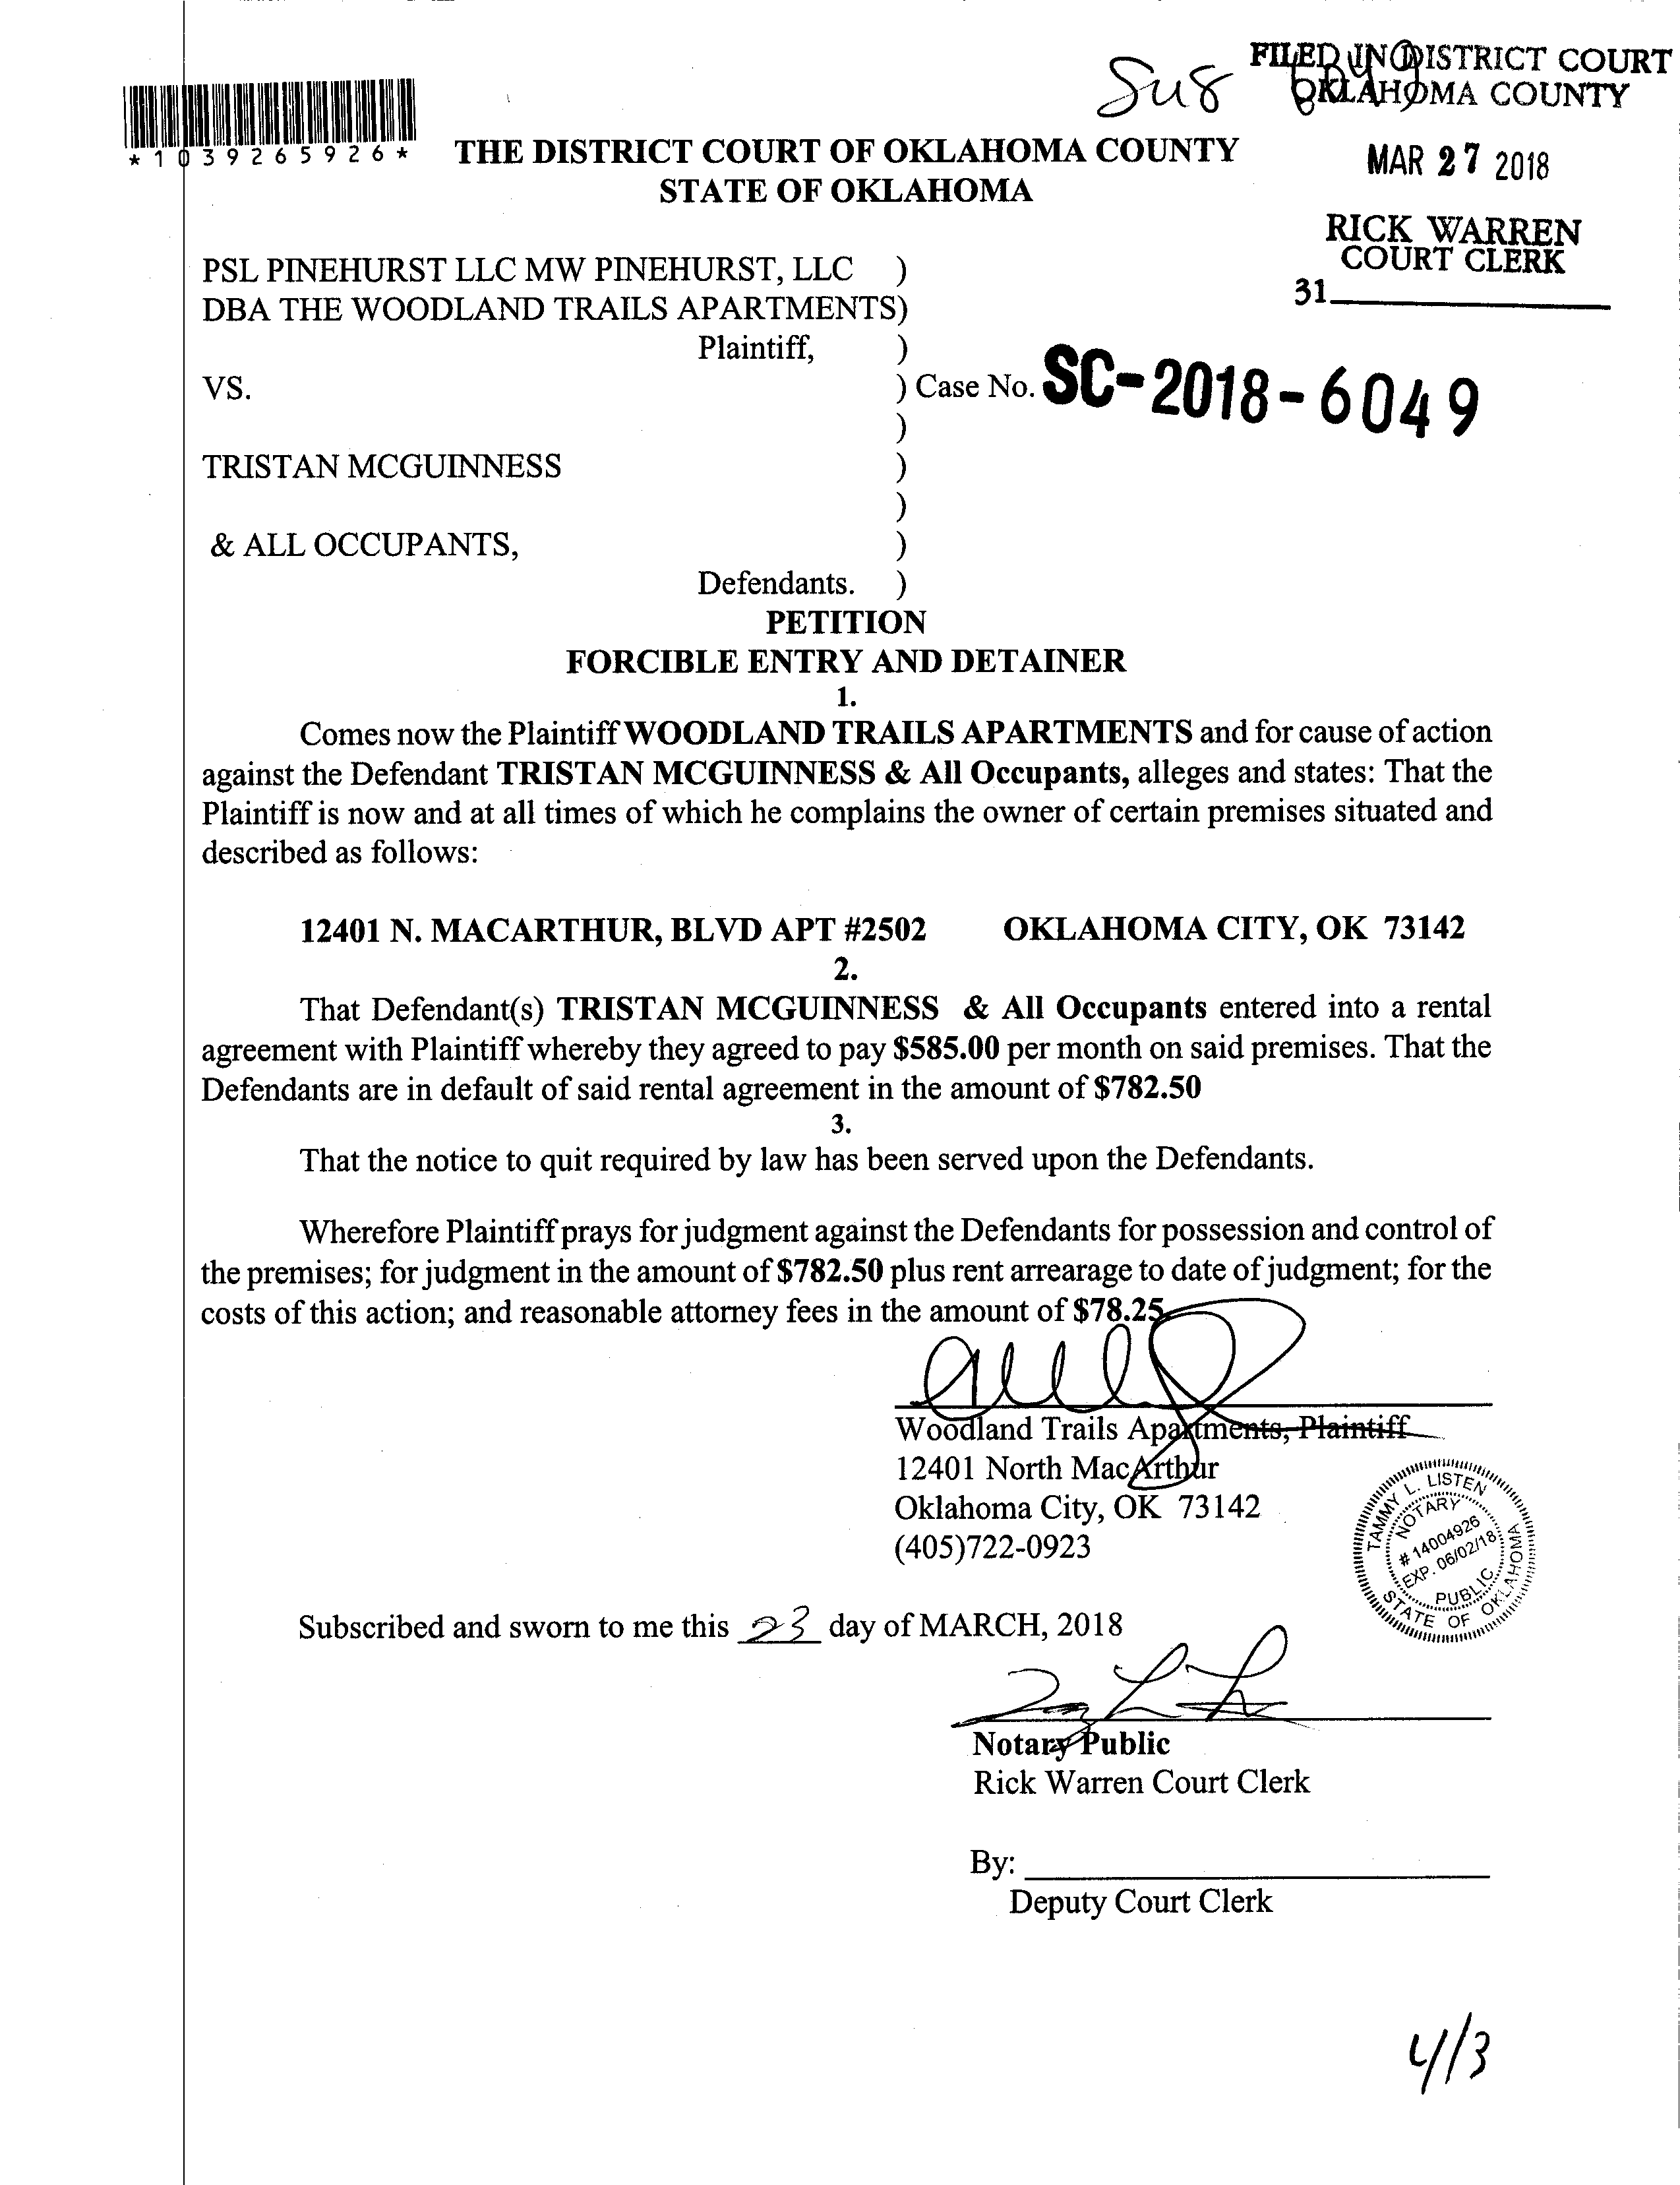 FILED IN DISTRICT COURT
OKLAHOMA COUNTY
MAR 27 2018
RICK WARREN
COURT CLERK
31
*1039265926*
THE DISTRICT COURT OF OKLAHOMA COUNTY
STATE OF OKLAHOMA
PSL PINEHURST LLC MW PINEHURST, LLC )
DBA THE WOODLAND TRAILS APARTMENTS)
Plaintiff, )
VS. ) Case No. SC-2018-6049
)
TRISTAN MCGUINNESS )
)
& ALL OCCUPANTS, )
Defendants. )
PETITION
FORCIBLE ENTRY AND DETAINER
1.
Comes now the Plaintiff WOODLAND TRAILS APARTMENTS and for cause of action
against the Defendant TRISTAN MCGUINNESS & All Occupants, alleges and states: That the
Plaintiff is now and at all times of which he complains the owner of certain premises situated and
described as follows:
12401 N. MACARTHUR, BLVD APT #2502 OKLAHOMA CITY, OK 73142
2.
That Defendant(s) TRISTAN MCGUINNESS & All Occupants entered into a rental
agreement with Plaintiff whereby they agreed to pay $585.00 per month on said premises. That the
Defendants are in default of said rental agreement in the amount of $782.50
3.
That the notice to quit required by law has been served upon the Defendants.
Wherefore Plaintiff prays for judgment against the Defendants for possession and control of
the premises; for judgment in the amount of $782.50 plus rent arrearage to date of judgment; for the
costs of this action; and reasonable attorney fees in the amount of $78.25
Woodland Trails Apartments, Plaintiff
12401 North MacArthur
Oklahoma City, OK 73142
(405)722-0923
TAMMY L. LISTEN
NOTARY
# 14004926
EXP. 06/02/18
PUBLIC
STATE OF OKLAHOMA
Subscribed and sworn to me this 23 day of MARCH, 2018
Notary Public
Rick Warren Court Clerk
By:
Deputy Court Clerk
4/3